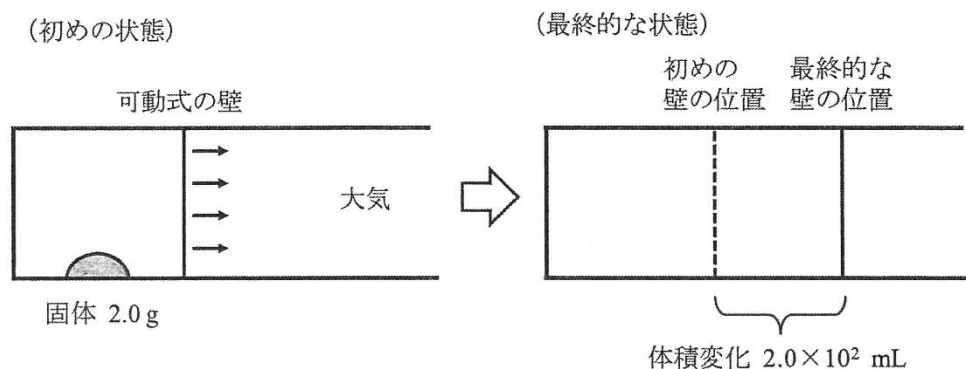 (初めの状態)
可動式の壁
大気
固体 2.0 g
(最終的な状態)
初めの
壁の位置
最終的な
壁の位置
体積変化 2.0×10² mL